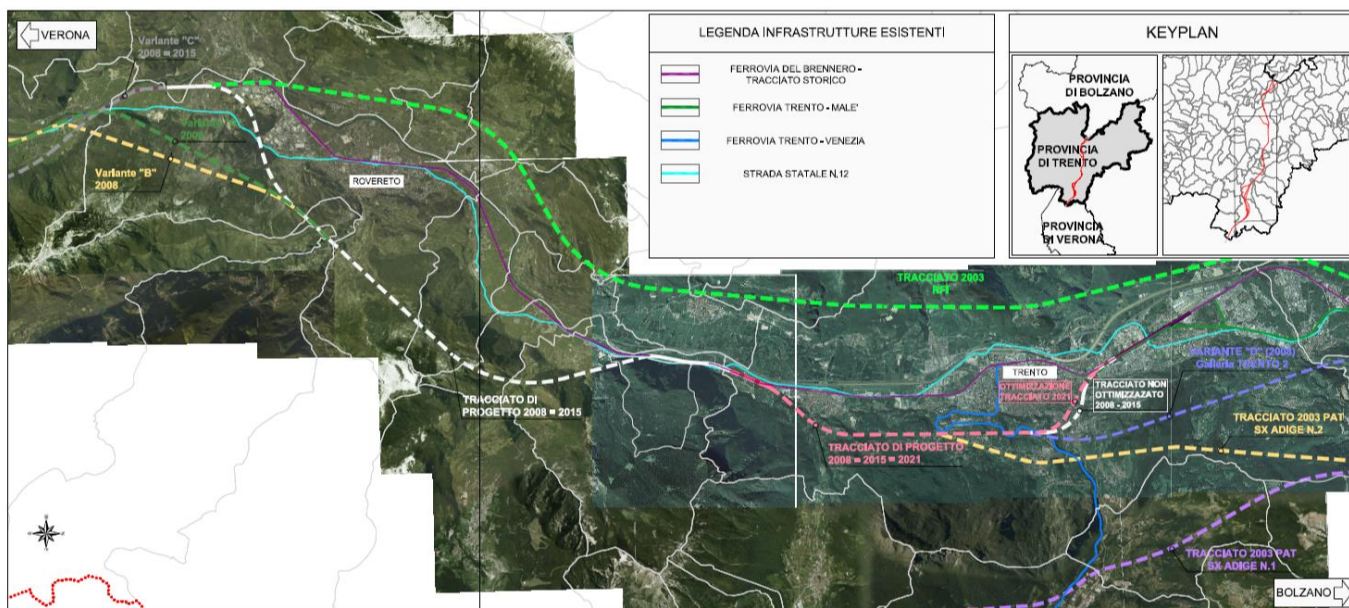 VERONA
Variante "C"
2008 = 2015
2008
Variante "B"
2008
ROVERETO
TRACCIATO DI
PROGETTO 2008 = 2015
LEGENDA INFRASTRUTTURE ESISTENTI
FERROVIA DEL BRENNERO -
TRACCIATO STORICO
FERROVIA TRENTO - MALE'
FERROVIA TRENTO - VENEZIA
STRADA STATALE N.12
KEYPLAN
PROVINCIA
DI BOLZANO
PROVINCIA
DI TRENTO
PROVINCIA
DI VERONA
TRACCIATO 2003
RFI
TRENTO
OTTIMIZZAZIONE
TRACCIATO 2021
TRACCIATO NON
OTTIMIZZAZATO
2008 - 2015
VARIANTE "D" (2008)
Galleria TRENTO 2
TRACCIATO 2003 PAT
SX ADIGE N.2
TRACCIATO DI PROGETTO
2008 = 2015 = 2021
TRACCIATO 2003 PAT
SX ADIGE N.1
BOLZANO